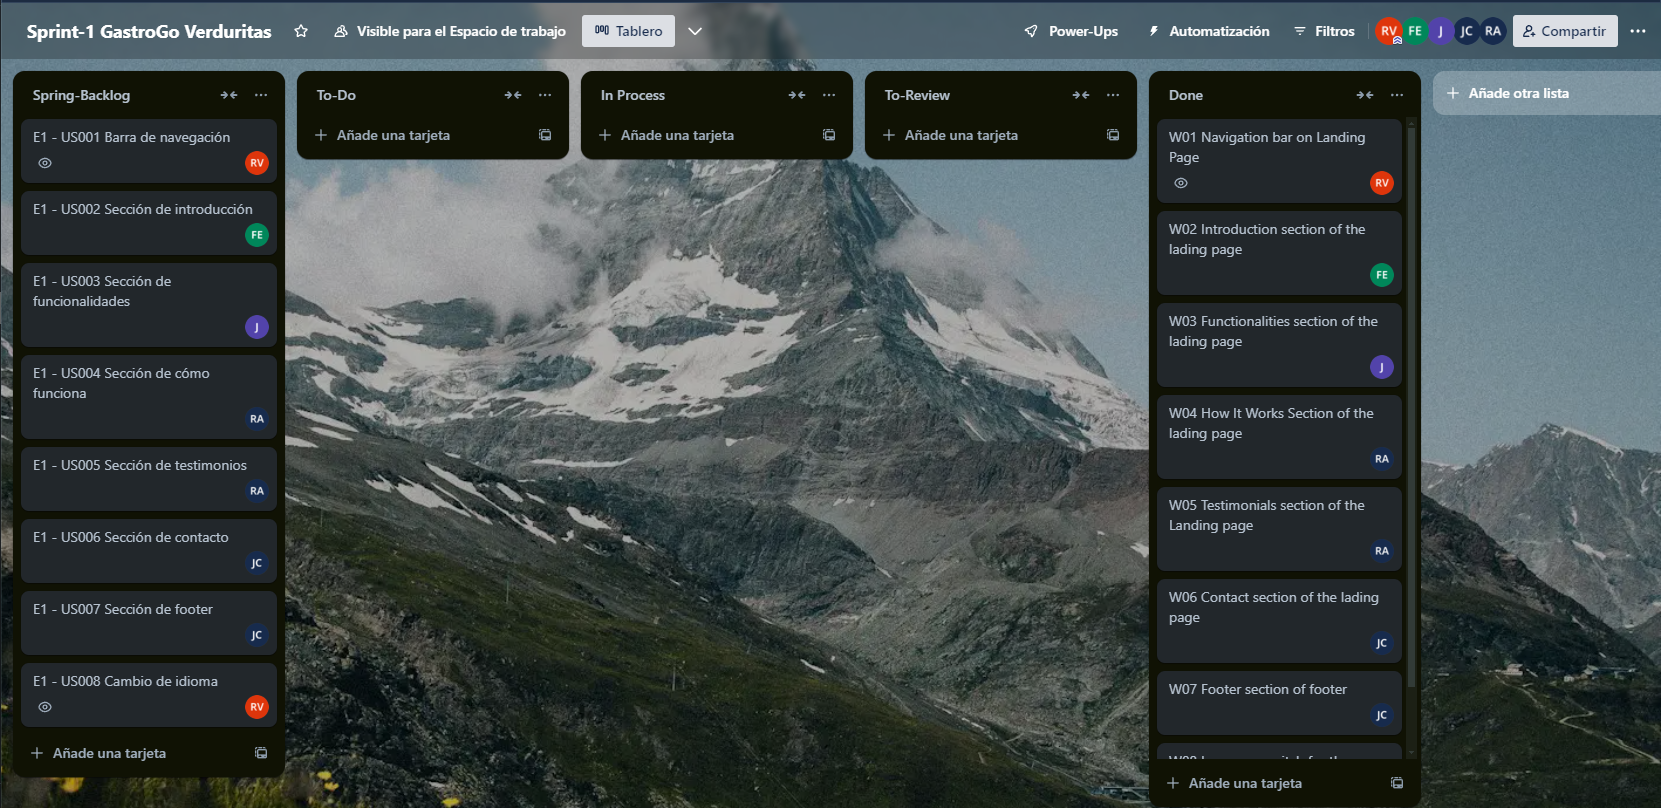 Sprint-1 GastroGo Verduritas
Visible para el Espacio de trabajo
Tablero
Power-Ups
Automatización
Filtros
RV
FE
J
JC
RA
Compartir
Spring-Backlog
E1 - US001 Barra de navegación
RV
E1 - US002 Sección de introducción
FE
E1 - US003 Sección de
funcionalidades
J
E1 - US004 Sección de cómo
funciona
RA
E1 - US005 Sección de testimonios
RA
E1 - US006 Sección de contacto
JC
E1 - US007 Sección de footer
JC
E1 - US008 Cambio de idioma
RV
Añade una tarjeta
To-Do
Añade una tarjeta
In Process
Añade una tarjeta
To-Review
Añade una tarjeta
Done
W01 Navigation bar on Landing
Page
RV
W02 Introduction section of the
lading page
FE
W03 Functionalities section of the
lading page
J
W04 How It Works Section of the
lading page
RA
W05 Testimonials section of the
Landing page
RA
W06 Contact section of the lading
page
JC
W07 Footer section of footer
JC
Añade una tarjeta
Añade otra lista